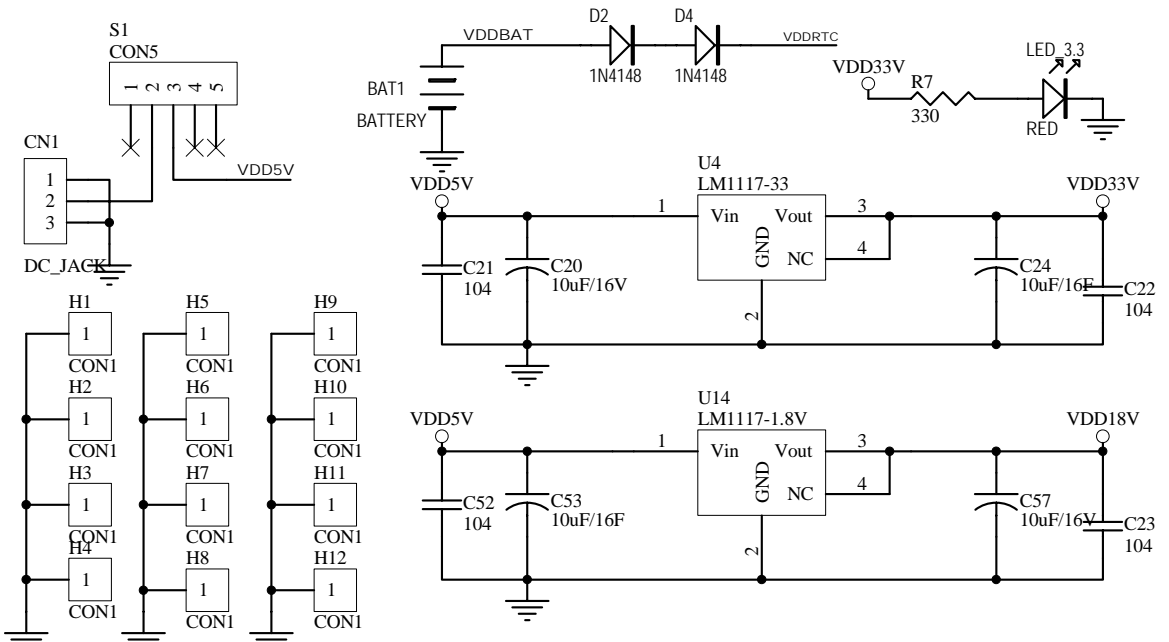 S1
CON5
1 2 3 4 5
CN1
1
2
3
DC_JACK
VDD5V
VDDBAT
D2
1N4148
D4
1N4148
VDDRTC
BAT1
BATTERY
VDD33V
R7
330
LED_3.3
RED
U4
LM1117-33
VDD5V
1
Vin
Vout
3
GND
NC
4
2
VDD33V
C21
104
C20
10uF/16V
C24
10uF/16F
C22
104
H1
1
CON1
H2
1
CON1
H3
1
CON1
H4
1
CON1
H5
1
CON1
H6
1
CON1
H7
1
CON1
H8
1
CON1
H9
1
CON1
H10
1
CON1
H11
1
CON1
H12
1
CON1
U14
LM1117-1.8V
VDD5V
1
Vin
Vout
3
GND
NC
4
2
VDD18V
C52
104
C53
10uF/16F
C57
10uF/16V
C23
104